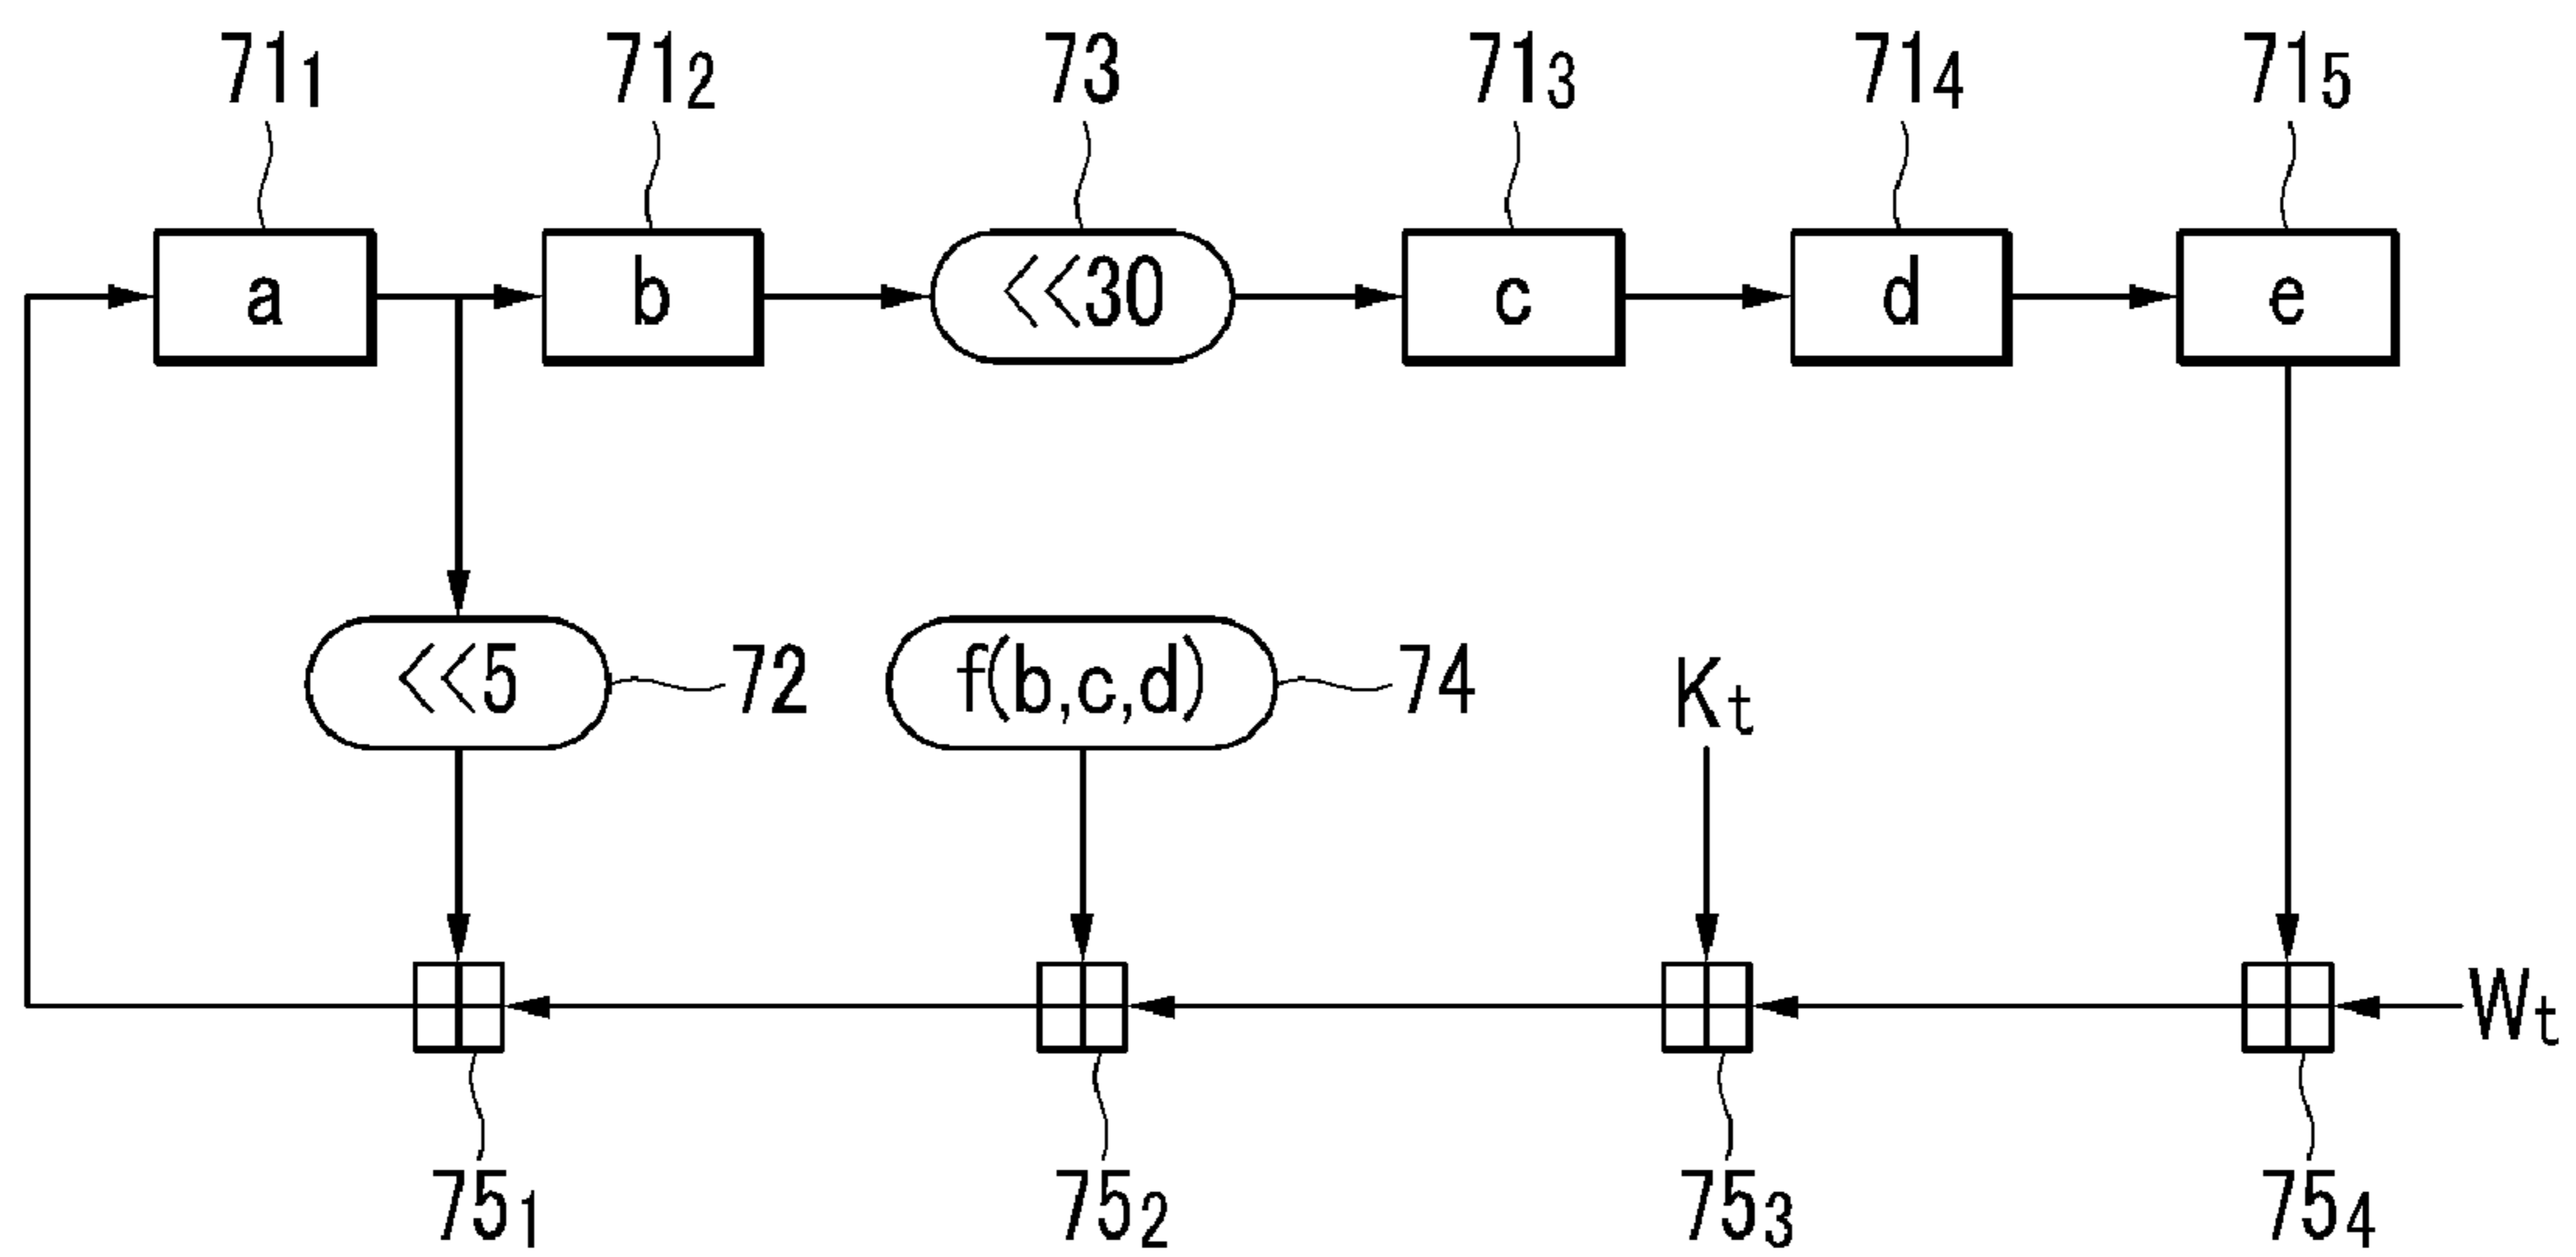 71₁ 71₂ 73 71₃ 71₄ 71₅
a b <<30 c d e
<<5 72 f(b,c,d) 74 Kₜ
Wₜ
75₁ 75₂ 75₃ 75₄